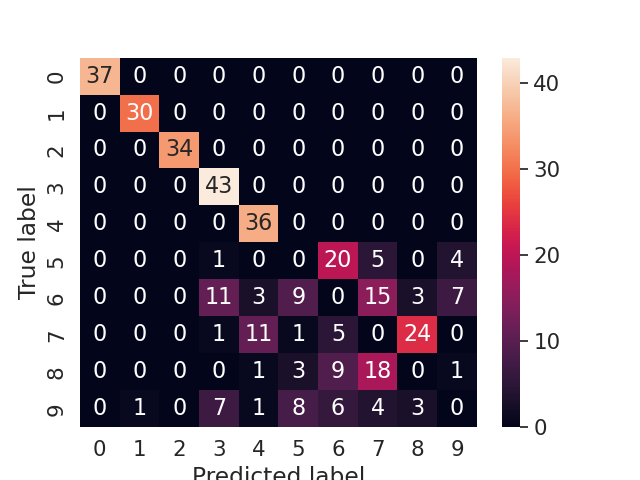 True label
0 37 0 0 0 0 0 0 0 0 0
1 0 30 0 0 0 0 0 0 0 0
2 0 0 34 0 0 0 0 0 0 0
3 0 0 0 43 0 0 0 0 0 0
4 0 0 0 0 36 0 0 0 0 0
5 0 0 0 1 0 0 20 5 0 4
6 0 0 0 11 3 9 0 15 3 7
7 0 0 0 1 11 1 5 0 24 0
8 0 0 0 0 1 3 9 18 0 1
9 0 1 0 7 1 8 6 4 3 0
0 1 2 3 4 5 6 7 8 9
Predicted label
40
30
20
10
0